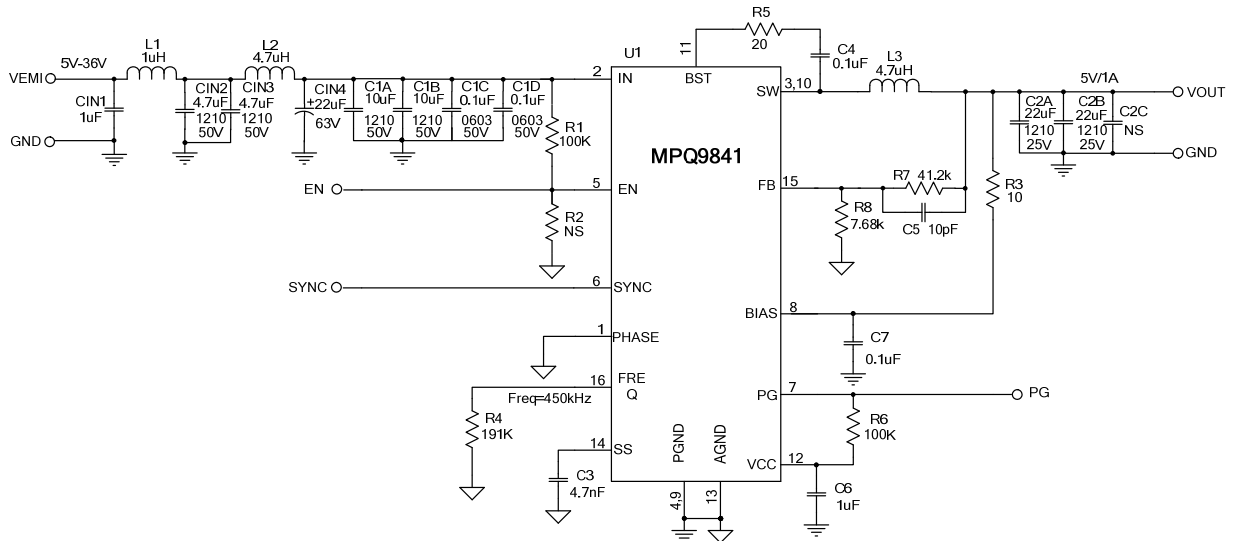 R5
20
C4
0.1uF
L3
4.7uH
5V/1A
VOUT
GND
C2A
22uF
1210
25V
C2B
22uF
1210
25V
C2C
NS
5V-36V
VEMI
GND
L1
1uH
L2
4.7uH
CIN1
1uF
CIN2
4.7uF
1210
50V
CIN3
4.7uF
1210
50V
CIN4
+
22uF
63V
C1A
10uF
1210
50V
C1B
10uF
1210
50V
C1C
0.1uF
0603
50V
C1D
0.1uF
0603
50V
R1
100K
EN
R2
NS
SYNC
U1
11
BST
2 IN
3,10
SW
MPQ9841
5 EN
15
FB
R7 41.2k
R8
7.68k
C5 10pF
R3
10
6 SYNC
8
BIAS
C7
0.1uF
1 PHASE
16 FRE
Q
Freq=450kHz
R4
191K
7
PG
PG
R6
100K
14 SS
C3
4.7nF
12
VCC
C6
1uF
PGND
AGND
4,9
13